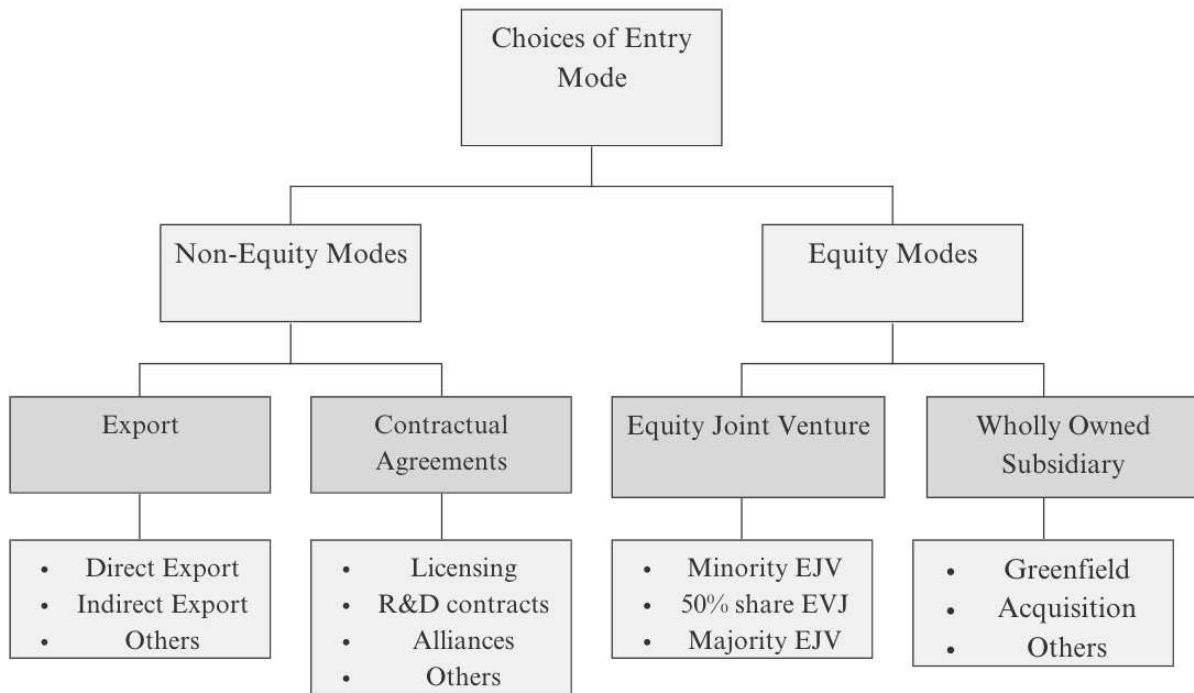 Choices of Entry
Mode
Non-Equity Modes
Equity Modes
Export
Contractual
Agreements
Equity Joint Venture
Wholly Owned
Subsidiary
• Direct Export
• Indirect Export
• Others
• Licensing
• R&D contracts
• Alliances
• Others
• Minority EJV
• 50% share EVJ
• Majority EJV
• Greenfield
• Acquisition
• Others